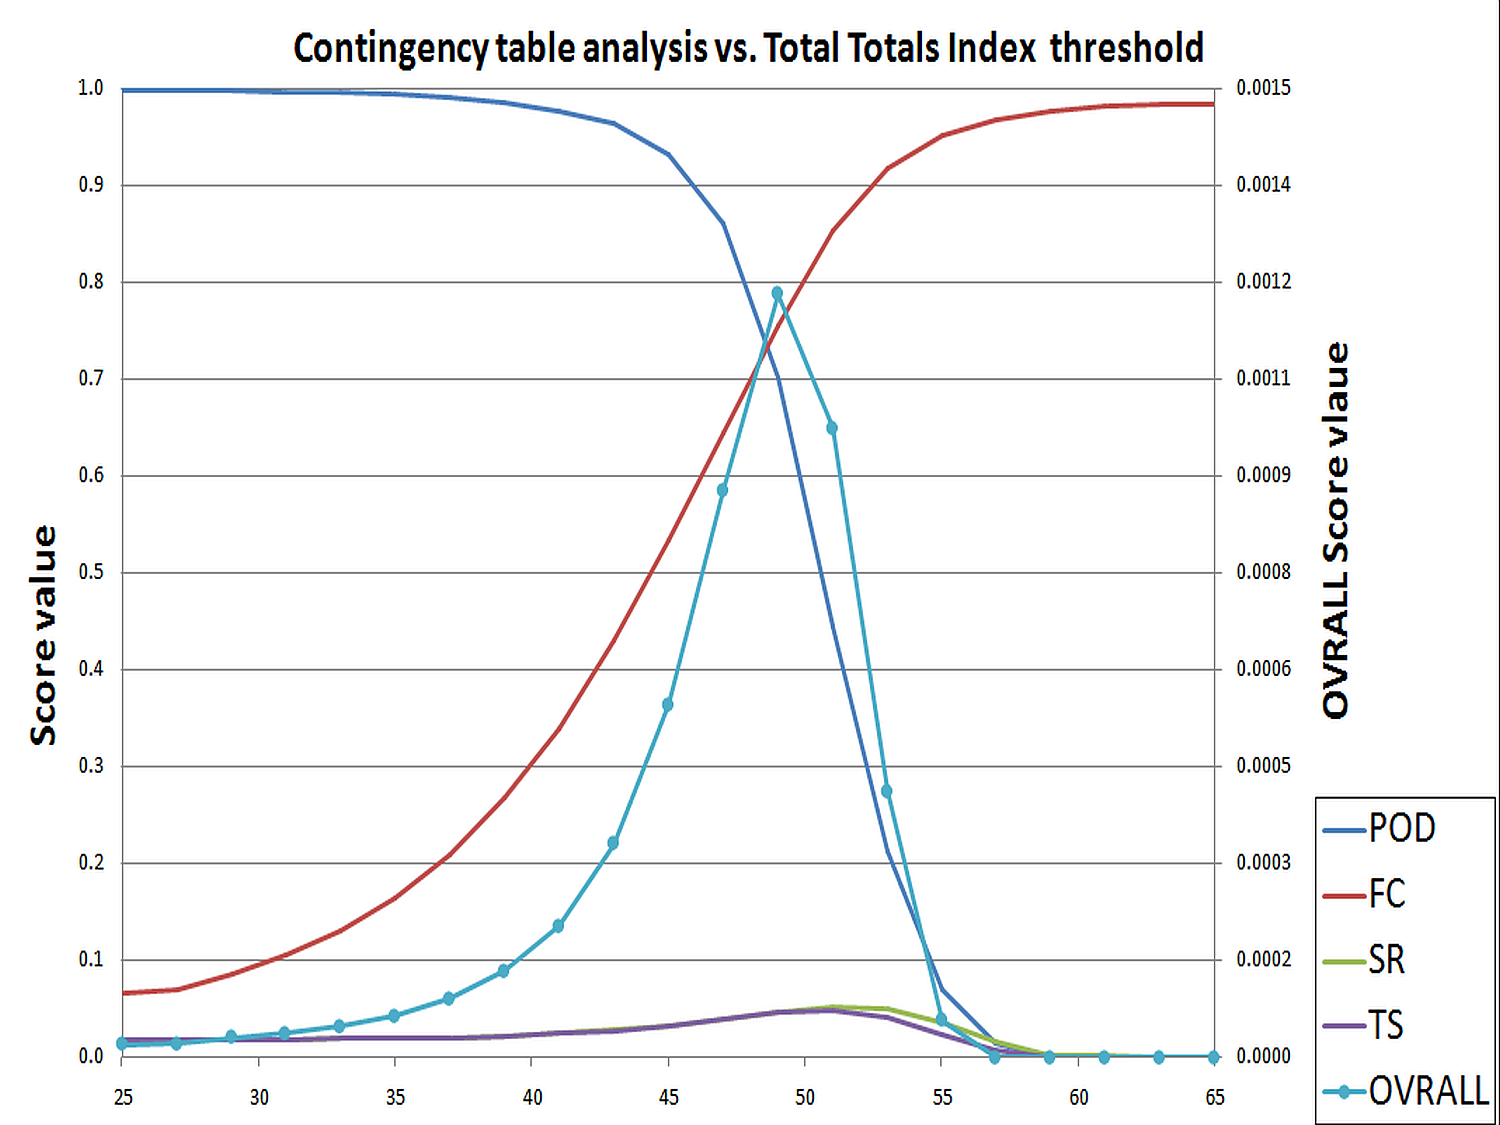 Contingency table analysis vs. Total Totals Index threshold
1.0
0.9
0.8
0.7
0.6
0.5
0.4
0.3
0.2
0.1
0.0
Score value
25 30 35 40 45 50 55 60 65
0.0015
0.0014
0.0012
0.0011
0.0009
0.0008
0.0006
0.0005
0.0003
0.0002
0.0000
OVRALL Score vlaue
POD
FC
SR
TS
OVRALL